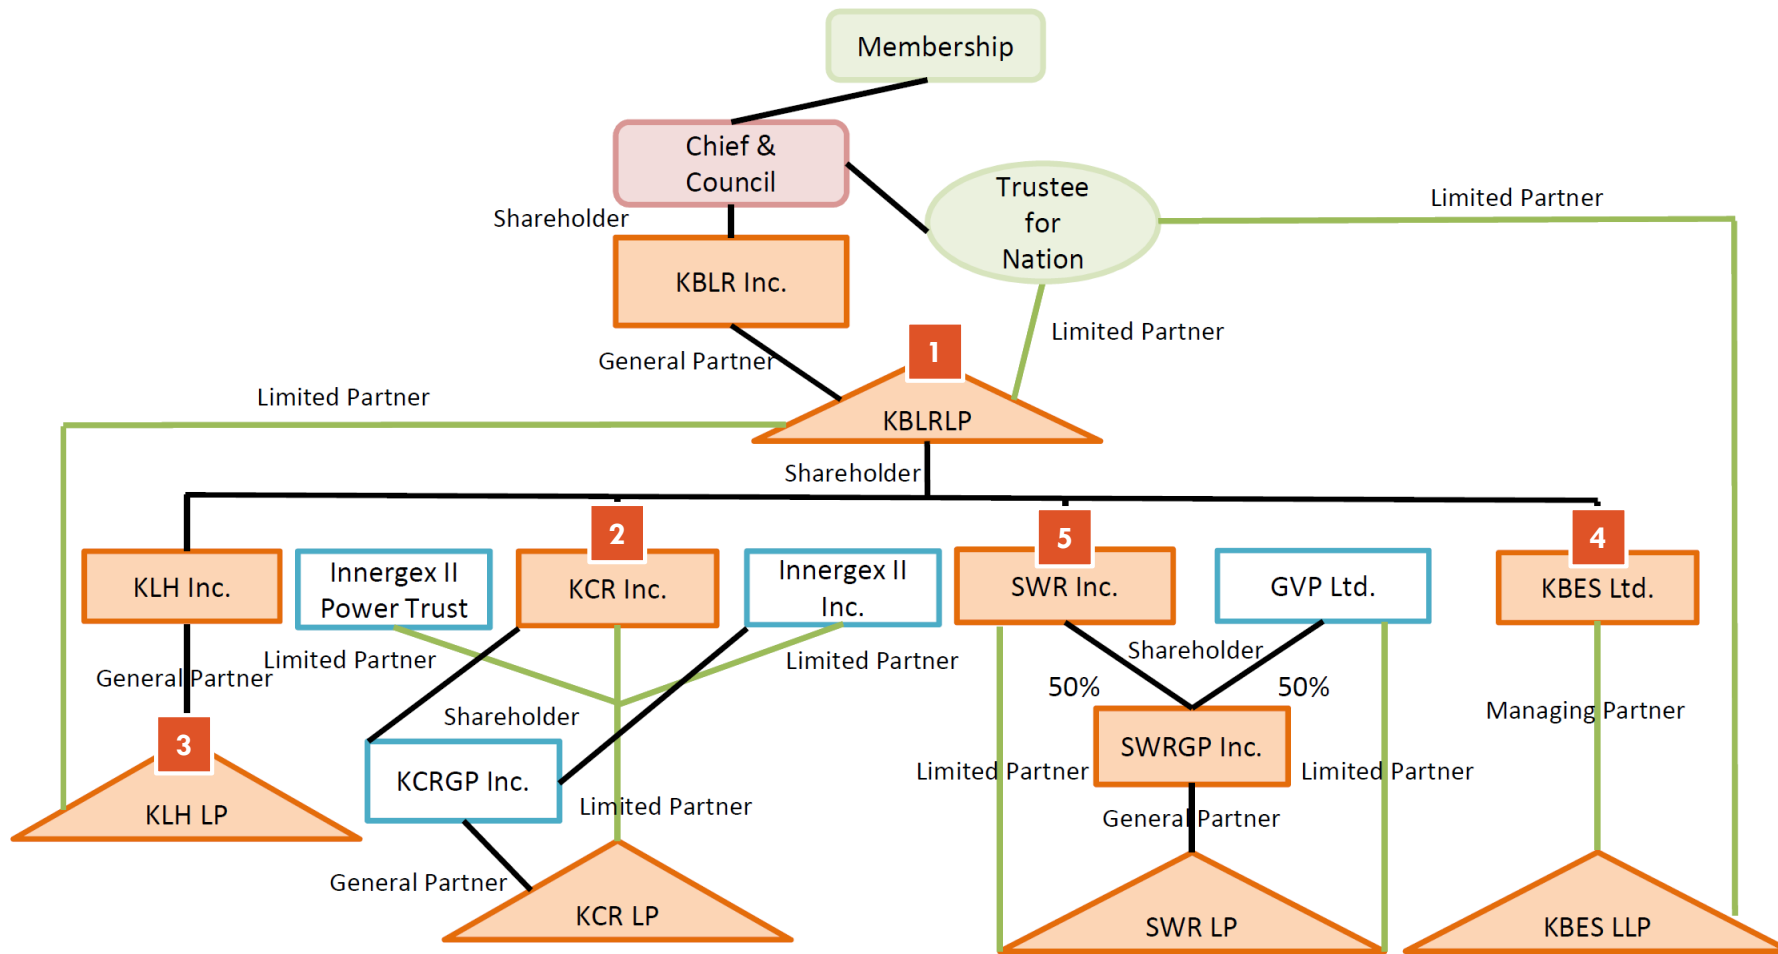 Membership
Chief &
Council
Trustee
for
Nation
Limited Partner
Shareholder
KBLR Inc.
Limited Partner
1
General Partner
Limited Partner
KBLRLP
Shareholder
2
5
4
KLH Inc.
Innergex II
Power Trust
KCR Inc.
Innergex II
Inc.
SWR Inc.
GVP Ltd.
KBES Ltd.
General Partner
Limited Partner
Limited Partner
Shareholder
50%
50%
Shareholder
Managing Partner
3
KCRGP Inc.
SWRGP Inc.
Limited Partner
Limited Partner
Limited Partner
KLH LP
General Partner
General Partner
KCR LP
SWR LP
KBES LLP